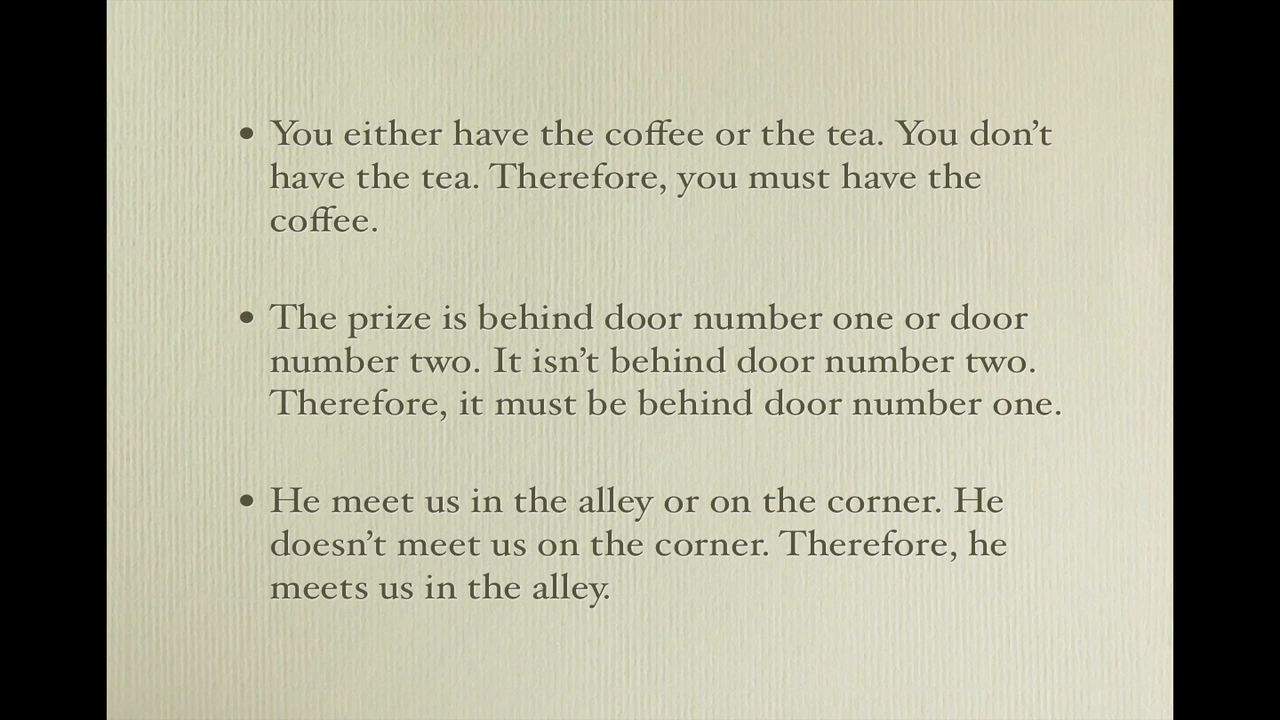 • You either have the coffee or the tea. You don’t
have the tea. Therefore, you must have the
coffee.
• The prize is behind door number one or door
number two. It isn’t behind door number two.
Therefore, it must be behind door number one.
• He meet us in the alley or on the corner. He
doesn’t meet us on the corner. Therefore, he
meets us in the alley.